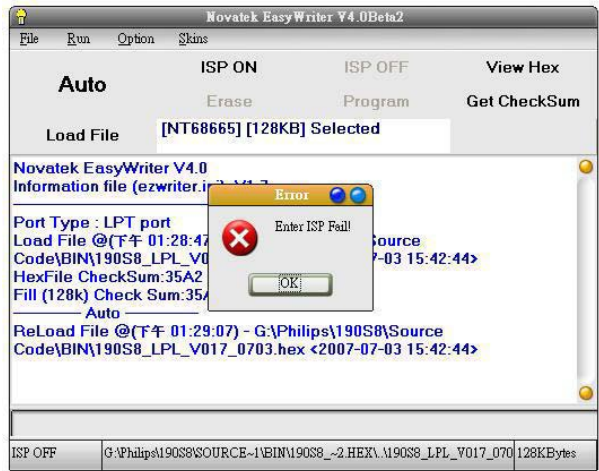 Novatek EasyWriter V4.0Beta2
File Run Option Skins
Auto
ISP ON
ISP OFF
View Hex
Erase
Program
Get CheckSum
Load File
[NT68665] [128KB] Selected
Novatek EasyWriter V4.0
Information file (ezwriter.i
Port Type : LPT port
Load File @(下午 01:28:47
Source
Code\BIN\190S8_LPL_V0
7-03 15:42:44>
HexFile CheckSum:35A2
Fill (128k) Check Sum:35
Auto
ReLoad File @(下午 01:29:07) - G:\Philips\190S8\Source
Code\BIN\190S8_LPL_V017_0703.hex <2007-07-03 15:42:44>
Error
Enter ISP Fail!
OK
ISP OFF
G:\Philips\190S8\SOURCE~1\BIN\190S8_~2.HEX\..\190S8_LPL_V017_070
128KBytes